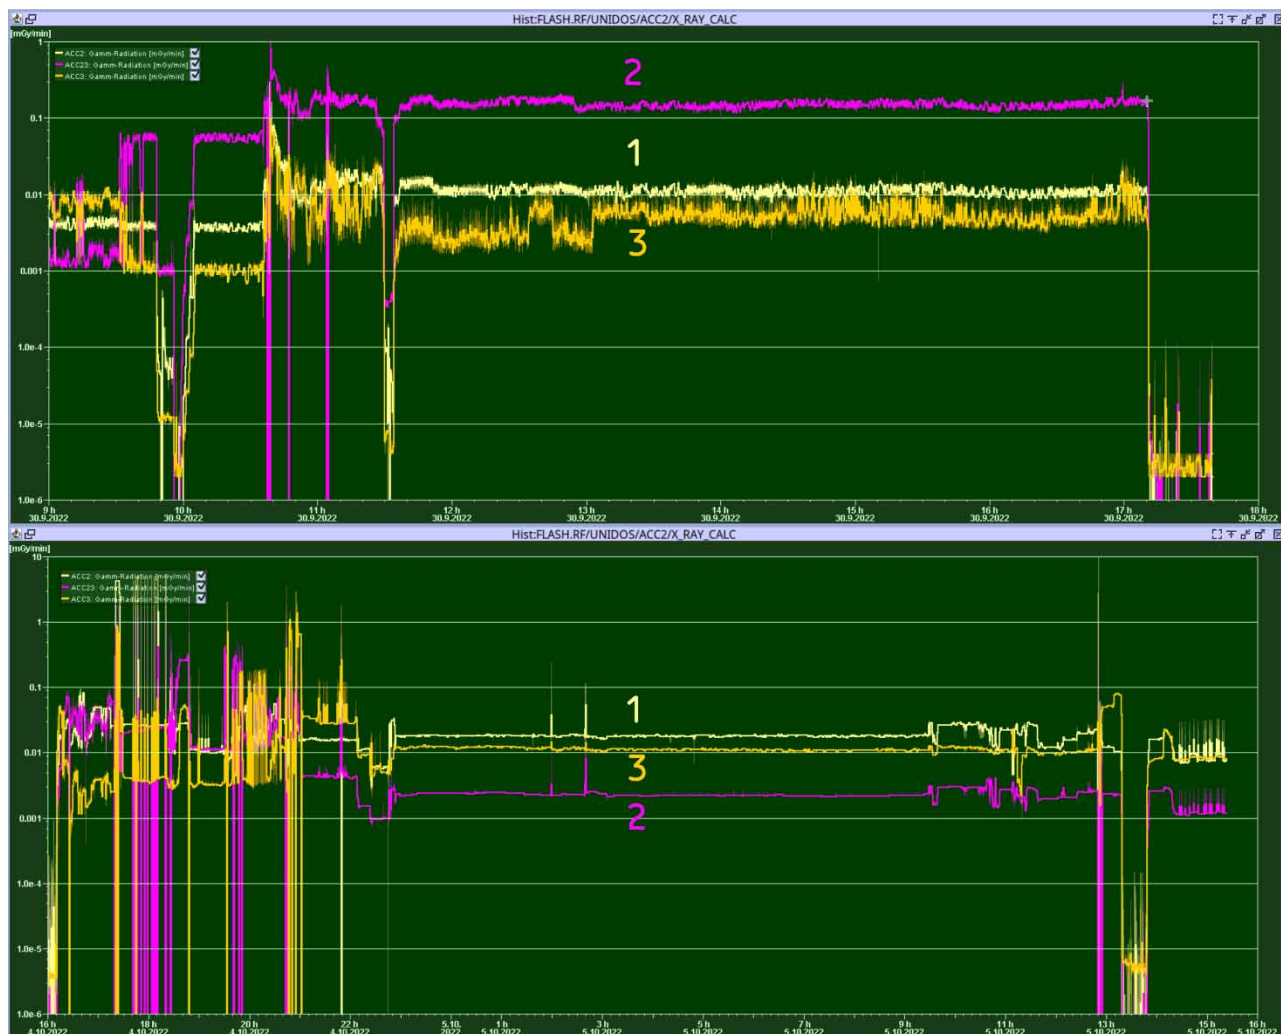 Hist:FLASH.RF/UNIDOS/ACC2/X_RAY_CALC
[mGy/min]
ACC2: Gamm-Radiation [mGy/min]
ACC23: Gamm-Radiation [mGy/min]
ACC3: Gamm-Radiation [mGy/min]
1
0.1
0.01
0.001
1.0e-4
1.0e-5
1.0e-6
2
1
3
9 h 10 h 11 h 12 h 13 h 14 h 15 h 16 h 17 h 18 h
30.9.2022 30.9.2022 30.9.2022 30.9.2022 30.9.2022 30.9.2022 30.9.2022 30.9.2022 30.9.2022 30.9.2022
Hist:FLASH.RF/UNIDOS/ACC2/X_RAY_CALC
[mGy/min]
ACC2: Gamm-Radiation [mGy/min]
ACC23: Gamm-Radiation [mGy/min]
ACC3: Gamm-Radiation [mGy/min]
10
1
0.1
0.01
0.001
1.0e-4
1.0e-5
1.0e-6
1
3
2
16 h 18 h 20 h 22 h 5.10. 1 h 3 h 5 h 7 h 9 h 11 h 13 h 15 h 16 h
4.10.2022 4.10.2022 4.10.2022 4.10.2022 5.10.2022 5.10.2022 5.10.2022 5.10.2022 5.10.2022 5.10.2022 5.10.2022 5.10.2022